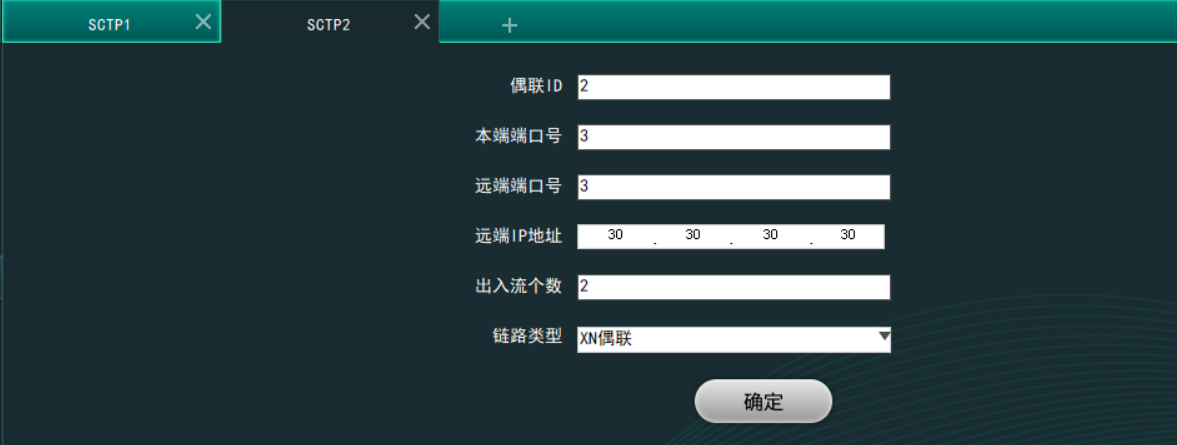 SCTP1 × SCTP2 × +
偶联ID 2
本端端口号 3
远端端口号 3
远端IP地址 30 . 30 . 30 . 30
出入流个数 2
链路类型 XN偶联
确定